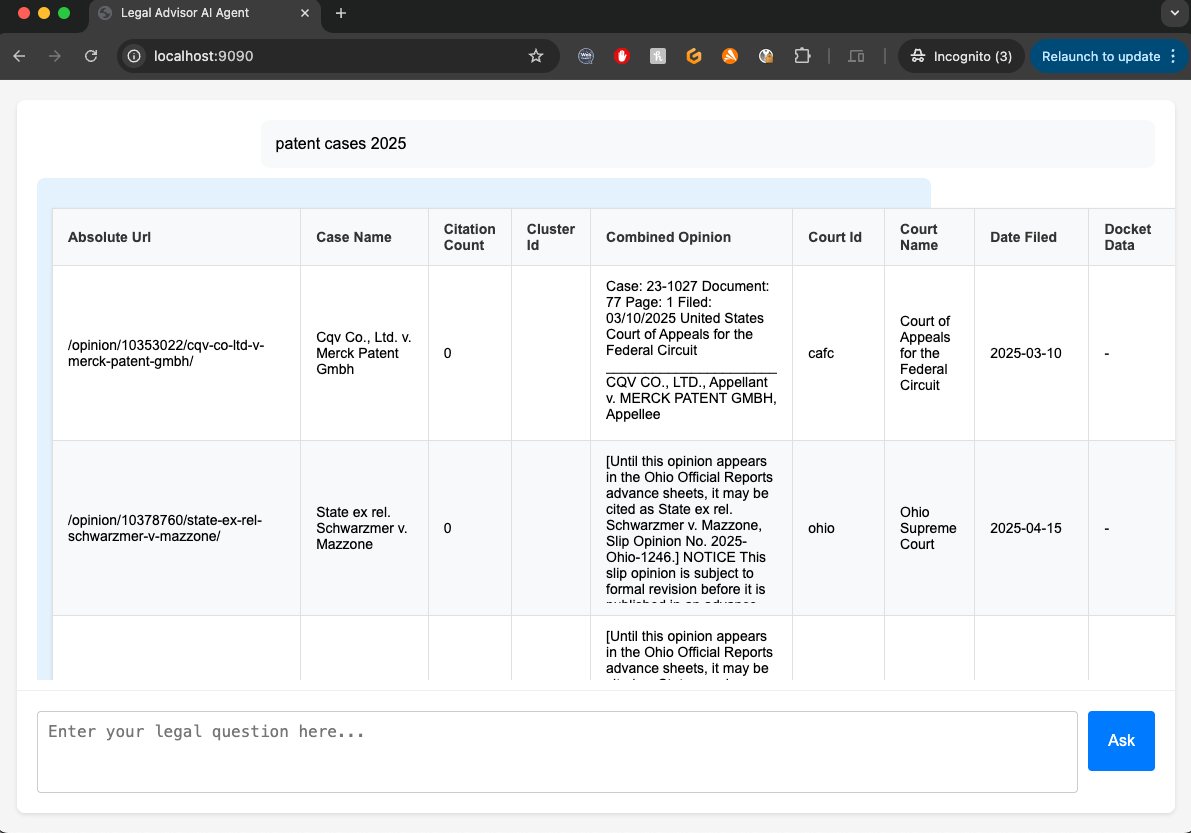 Legal Advisor AI Agent
localhost:9090
Incognito (3)
Relaunch to update
patent cases 2025
Absolute Url
Case Name
Citation
Count
Cluster
Id
Combined Opinion
Court Id
Court
Name
Date Filed
Docket
Data
/opinion/10353022/cqv-co-ltd-v-
merck-patent-gmbh/
Cqv Co., Ltd. v.
Merck Patent
Gmbh
0
Case: 23-1027 Document:
77 Page: 1 Filed:
03/10/2025 United States
Court of Appeals for the
Federal Circuit
______________________
CQV CO., LTD., Appellant
v. MERCK PATENT GMBH,
Appellee
cafc
Court of
Appeals
for the
Federal
Circuit
2025-03-10
-
/opinion/10378760/state-ex-rel-
schwarzmer-v-mazzone/
State ex rel.
Schwarzmer v.
Mazzone
0
[Until this opinion appears
in the Ohio Official Reports
advance sheets, it may be
cited as State ex rel.
Schwarzmer v. Mazzone,
Slip Opinion No. 2025-
Ohio-1246.] NOTICE This
slip opinion is subject to
formal revision before it is
published in an advance
ohio
Ohio
Supreme
Court
2025-04-15
-
[Until this opinion appears
in the Ohio Official Reports
advance sheets, it may be
Enter your legal question here...
Ask